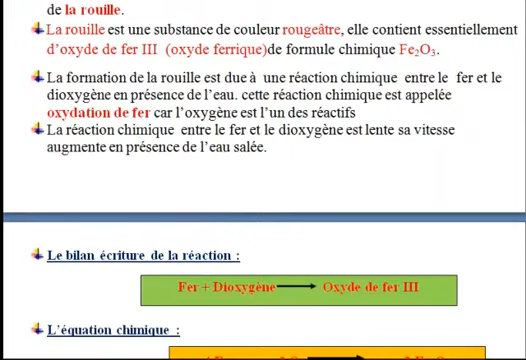 de la rouille.
La rouille est une substance de couleur rougeâtre, elle contient essentiellement
d'oxyde de fer III (oxyde ferrique)de formule chimique Fe₂O₃.
La formation de la rouille est due à une réaction chimique entre le fer et le
dioxygène en présence de l'eau. cette réaction chimique est appelée
oxydation de fer car l'oxygène est l'un des réactifs
La réaction chimique entre le fer et le dioxygène est lente sa vitesse
augmente en présence de l'eau salée.
Le bilan écriture de la réaction :
Fer + Dioxygène → Oxyde de fer III
L'équation chimique :